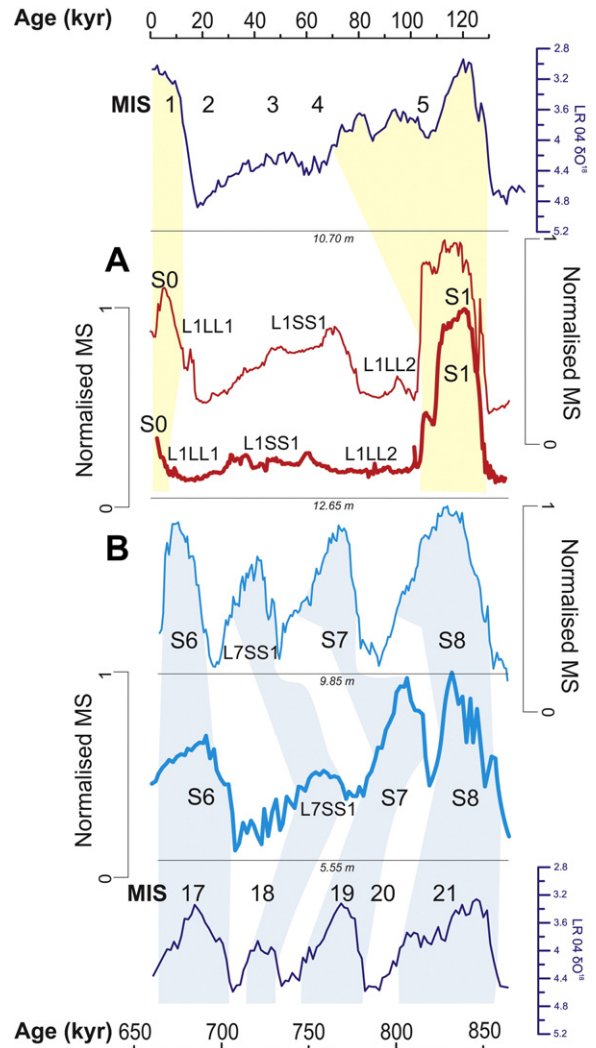 Age (kyr) 0 20 40 60 80 100 120
2.8
3.2
3.6
4
4.4
4.8
5.2
LR 04 δO¹⁸
MIS 1 2 3 4 5
10.70 m
A
S0
L1LL1
L1SS1
L1LL2
S1
1
0
Normalised MS
1
0
Normalised MS
S0
L1LL1
L1SS1
L1LL2
S1
12.65 m
B
S6
L7SS1
S7
S8
1
0
Normalised MS
9.85 m
1
0
Normalised MS
S6
L7SS1
S7
S8
5.55 m
MIS 17 18 19 20 21
2.8
3.2
3.6
4.0
4.4
4.8
5.2
LR 04 δO¹⁸
Age (kyr) 650 700 750 800 850